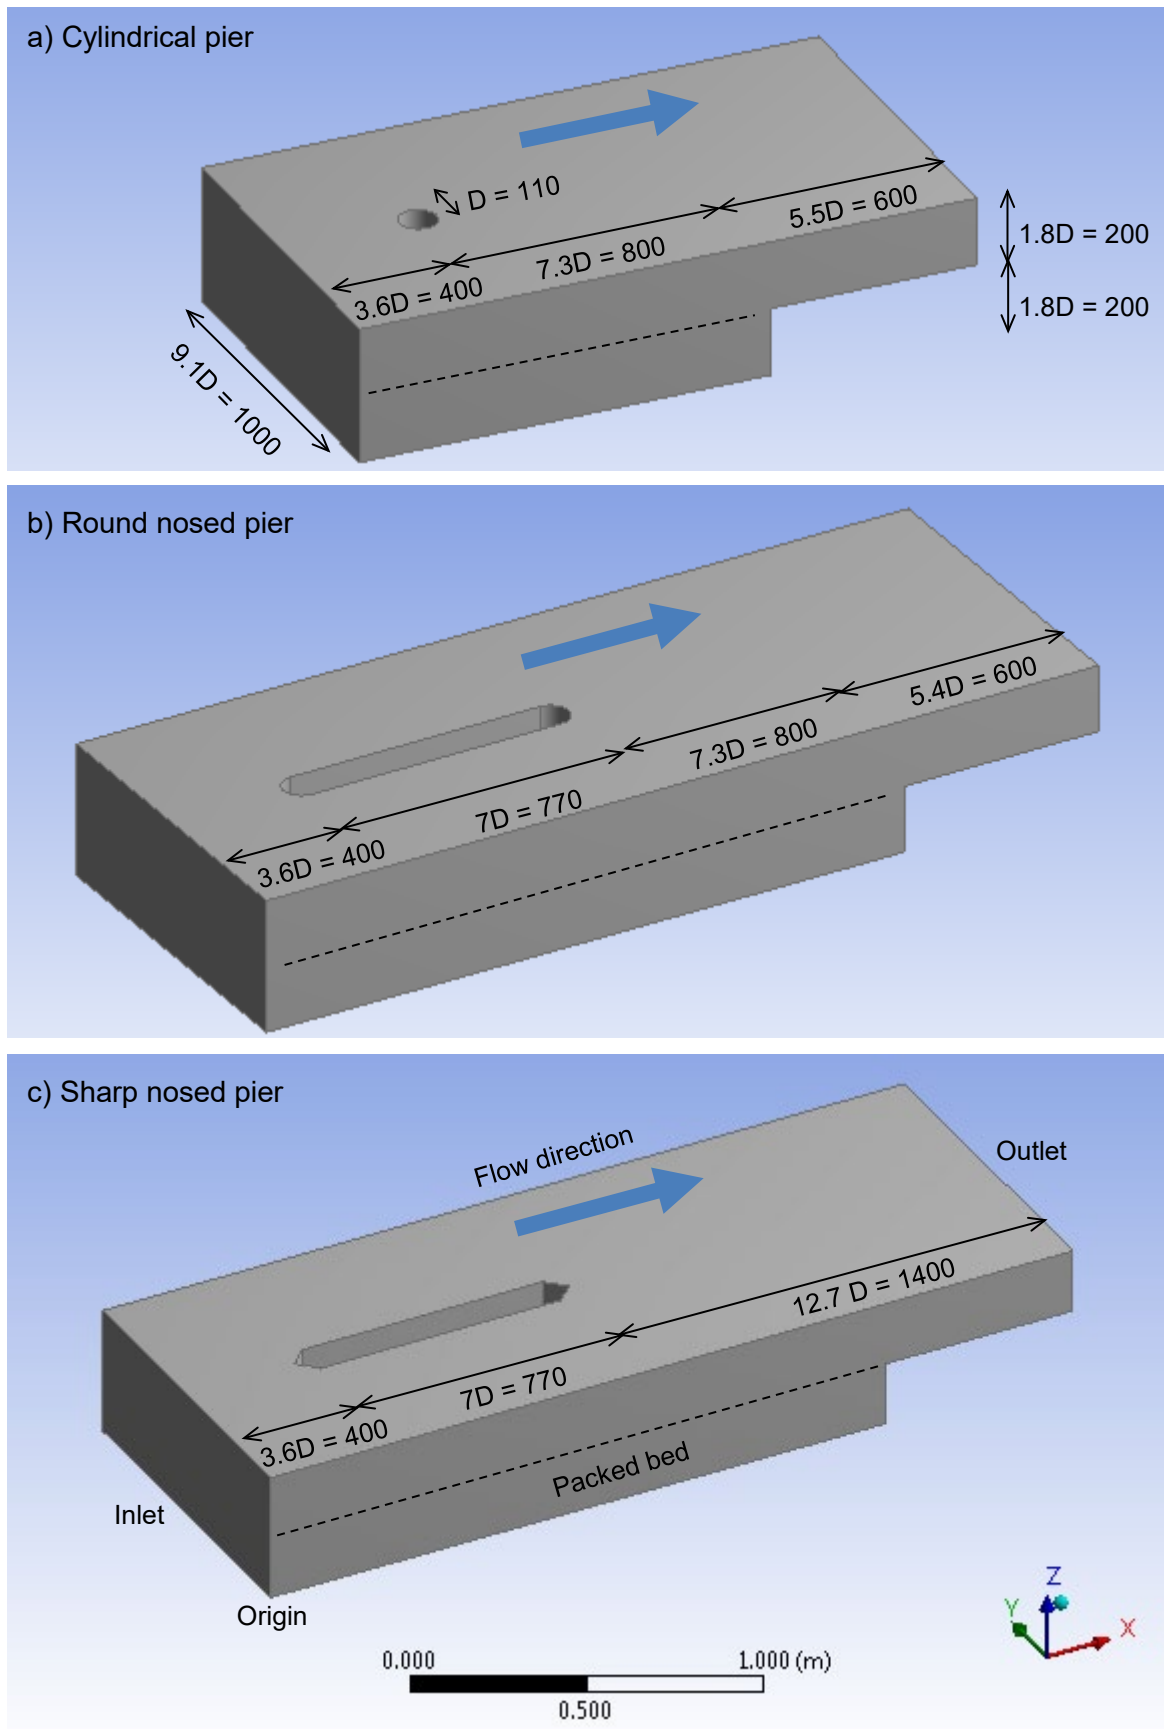 a) Cylindrical pier
D = 110
5.5D = 600
7.3D = 800
3.6D = 400
1.8D = 200
1.8D = 200
9.1D = 1000
b) Round nosed pier
5.4D = 600
7.3D = 800
7D = 770
3.6D = 400
c) Sharp nosed pier
Flow direction
Outlet
12.7 D = 1400
7D = 770
3.6D = 400
Packed bed
Inlet
Origin
Z
Y
X
0.000
1.000 (m)
0.500